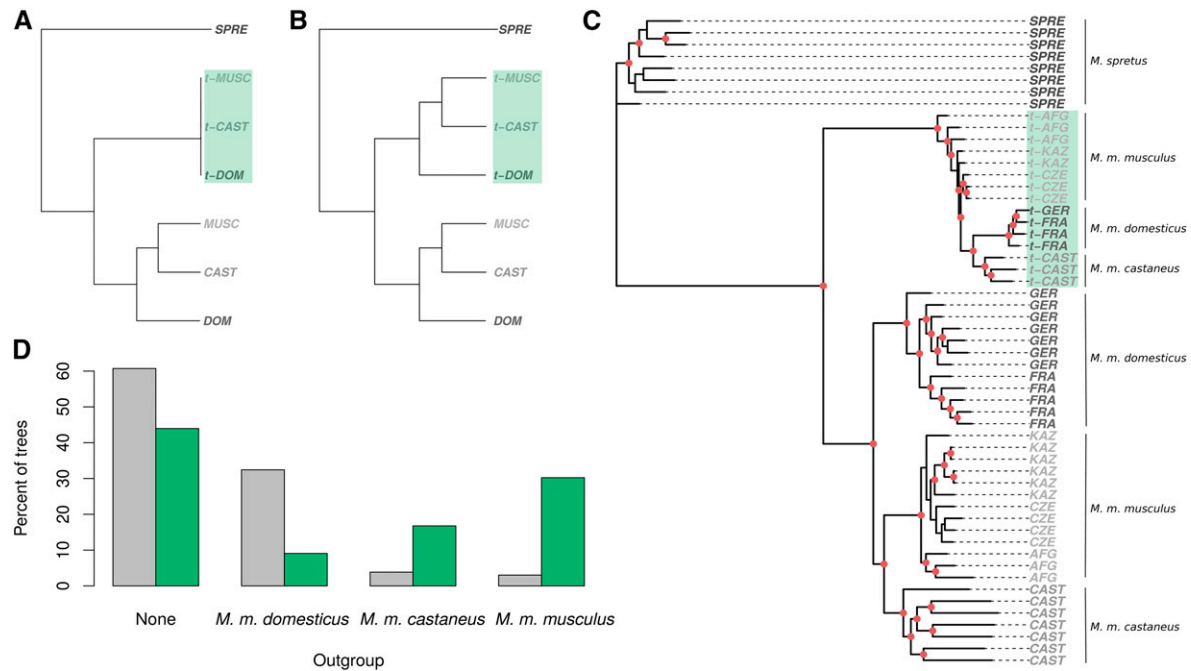 A
SPRE
t-MUSC
t-CAST
t-DOM
MUSC
CAST
DOM
B
SPRE
t-MUSC
t-CAST
t-DOM
MUSC
CAST
DOM
C
SPRE
SPRE
SPRE
SPRE
SPRE
SPRE
SPRE
SPRE
M. spretus
t-AFG
t-AFG
t-AFG
t-KAZ
t-KAZ
t-CZE
t-CZE
t-CZE
M. m. musculus
t-GER
t-FRA
t-FRA
t-FRA
M. m. domesticus
t-CAST
t-CAST
t-CAST
M. m. castaneus
GER
GER
GER
GER
GER
GER
GER
FRA
FRA
FRA
FRA
FRA
M. m. domesticus
KAZ
KAZ
KAZ
KAZ
KAZ
KAZ
CZE
CZE
CZE
CZE
AFG
AFG
AFG
M. m. musculus
CAST
CAST
CAST
CAST
CAST
CAST
CAST
M. m. castaneus
D
Percent of trees
60
50
40
30
20
10
0
None
M. m. domesticus
M. m. castaneus
M. m. musculus
Outgroup